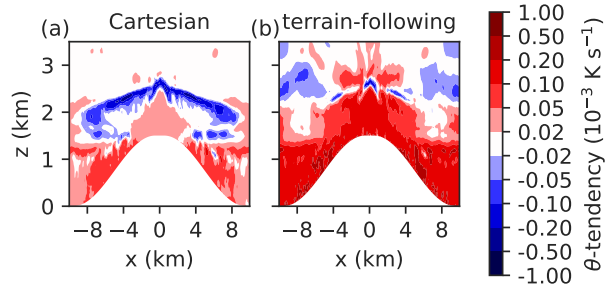 Cartesian
terrain-following
(a)
(b)
3
2
1
0
z (km)
−8 −4 0 4 8
−8 −4 0 4 8
x (km)
x (km)
1.00
0.50
0.20
0.10
0.05
0.02
-0.02
-0.05
-0.10
-0.20
-0.50
-1.00
θ-tendency (10⁻³ K s⁻¹)